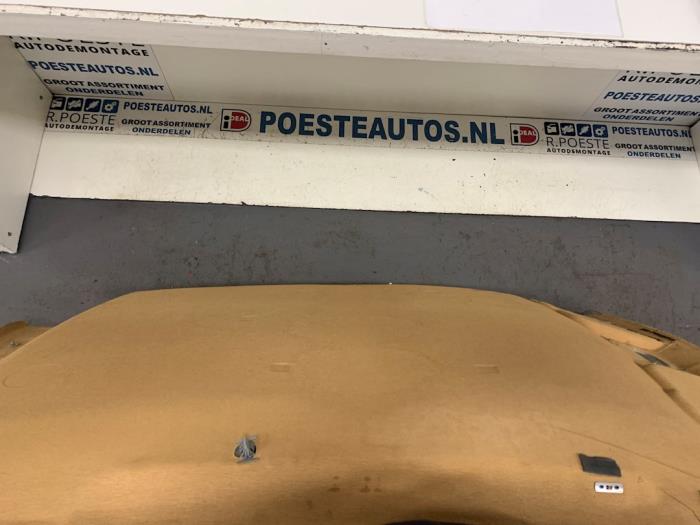 AUTODEMONTAGE
POESTEAUTOS.NL
GROOT ASSORTIMENT
ONDERDELEN
R.POESTE
AUTODEMONTAGE
POESTEAUTOS.NL
GROOT ASSORTIMENT
ONDERDELEN
iDEAL
POESTEAUTOS.NL
iDEAL
R.POESTE
AUTODEMONTAGE
POESTEAUTOS.NL
GROOT ASSORTIMENT
ONDERDELEN
AUTODEMONTAGE
POESTEAUTOS.NL
GROOT ASSORTIMENT